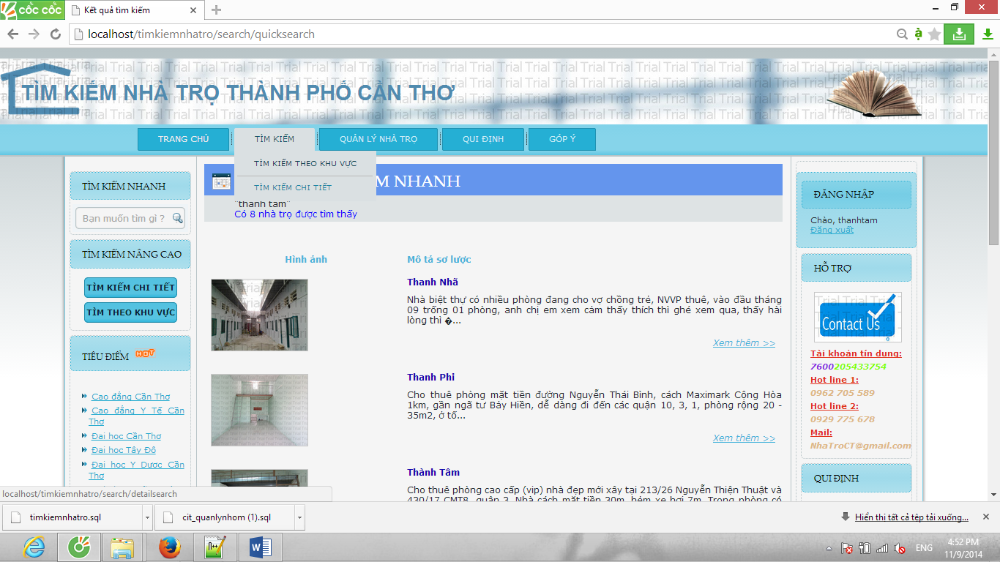 cốc cốc
Kết quả tìm kiếm
localhost/timkiemnhatro/search/quicksearch
TÌM KIẾM NHÀ TRỌ THÀNH PHỐ CẦN THƠ
TRANG CHỦ
TÌM KIẾM
QUẢN LÝ NHÀ TRỌ
QUI ĐỊNH
GÓP Ý
TÌM KIẾM THEO KHU VỰC
TÌM KIẾM CHI TIẾT
TÌM KIẾM NHANH
Bạn muốn tìm gì ?
TÌM KIẾM NÂNG CAO
TÌM KIẾM CHI TIẾT
TÌM THEO KHU VỰC
TIÊU ĐIỂM HOT
Cao đẳng Cần Thơ
Cao đẳng Y Tế Cần
Thơ
Đại học Cần Thơ
Đại học Tây Đô
Đại học Y Dược Cần
Thơ
M NHANH
"thanh tam"
Có 8 nhà trọ được tìm thấy
Hình ảnh
Mô tả sơ lược
Thanh Nhã
Nhà biệt thự có nhiều phòng đang cho vợ chồng trẻ, NVVP thuê, vào đầu tháng
09 trống 01 phòng, anh chị em xem cảm thấy thích thì ghé xem qua, thấy hài
lòng thì �...
Xem thêm >>
Thanh Phi
Cho thuê phòng mặt tiền đường Nguyễn Thái Bình, cách Maximark Cộng Hòa
1km, gần ngã tư Bảy Hiền, dễ dàng đi đến các quận 10, 3, 1, phòng rộng 20 -
35m2, ở tố...
Xem thêm >>
Thành Tâm
Cho thuê phòng cao cấp (vip) nhà đẹp mới xây tại 213/26 Nguyễn Thiện Thuật và
430/17 CMT8, quận 3. Nhà cách mặt tiền 30m, hẻm xe hơi 7m. Trong phòng có
ĐĂNG NHẬP
Chào, thanhtam
Đăng xuất
HỖ TRỢ
Contact Us
Tài khoản tín dụng:
7600205433754
Hot line 1:
0962 705 589
Hot line 2:
0929 775 678
Mail:
NhaTroCT@gmail.com
QUI ĐỊNH
localhost/timkiemnhatro/search/detailsearch
timkiemnhatro.sql
cit_quanlynhom (1).sql
Hiển thị tất cả tệp tải xuống...
ENG
4:52 PM
11/9/2014